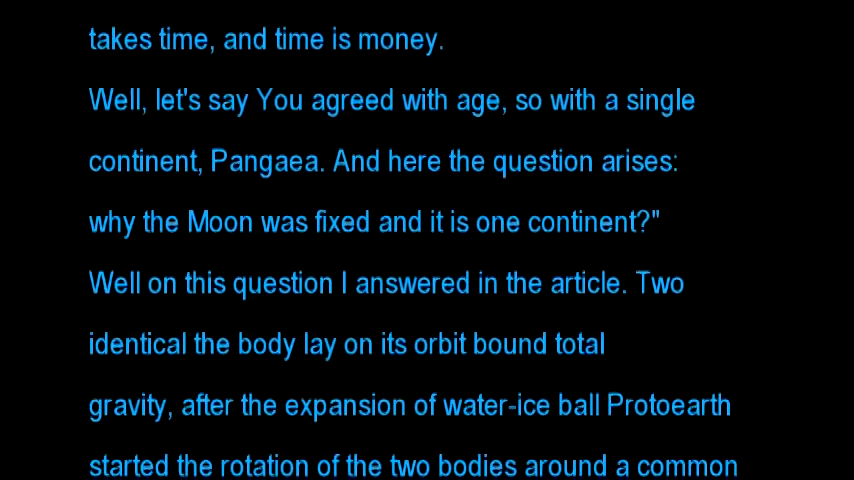 takes time, and time is money.
Well, let's say You agreed with age, so with a single
continent, Pangaea. And here the question arises:
why the Moon was fixed and it is one continent?"
Well on this question I answered in the article. Two
identical the body lay on its orbit bound total
gravity, after the expansion of water-ice ball Protoearth
started the rotation of the two bodies around a common